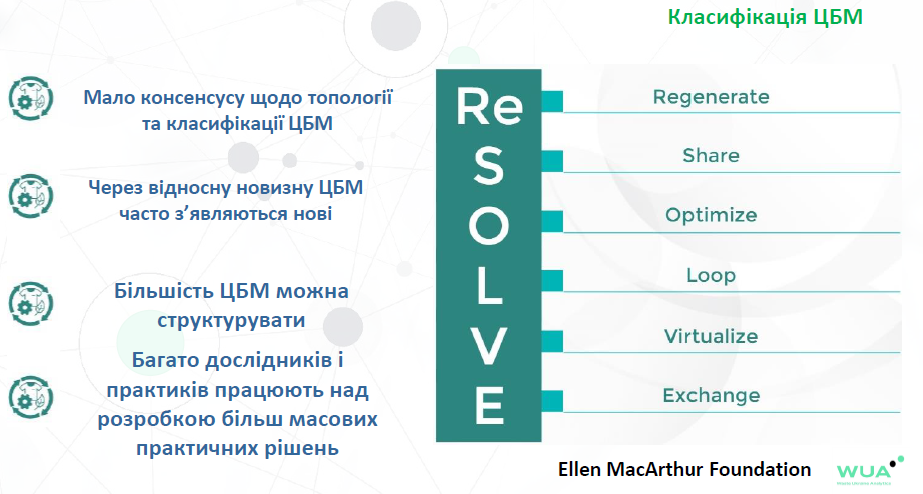 Класифікація ЦБМ
Мало консенсусу щодо топології
та класифікації ЦБМ
Через відносну новизну ЦБМ
часто з’являються нові
Більшість ЦБМ можна
структурувати
Багато дослідників і
практиків працюють над
розробкою більш масових
практичних рішень
Re
S
O
L
V
E
Regenerate
Share
Optimize
Loop
Virtualize
Exchange
Ellen MacArthur Foundation
WUA